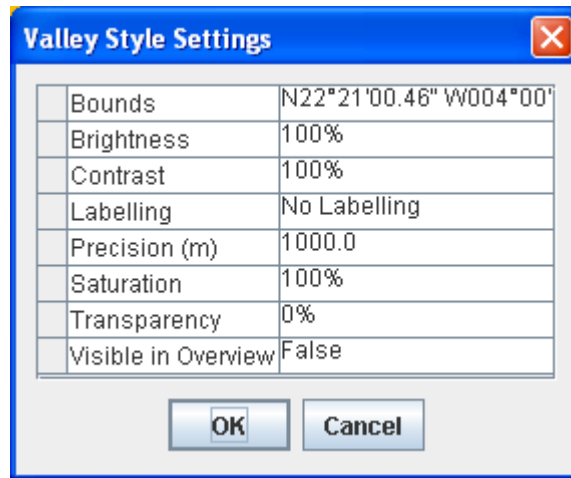 Valley Style Settings
Bounds N22°21'00.46" W004°00'
Brightness 100%
Contrast 100%
Labelling No Labelling
Precision (m) 1000.0
Saturation 100%
Transparency 0%
Visible in Overview False
OK Cancel